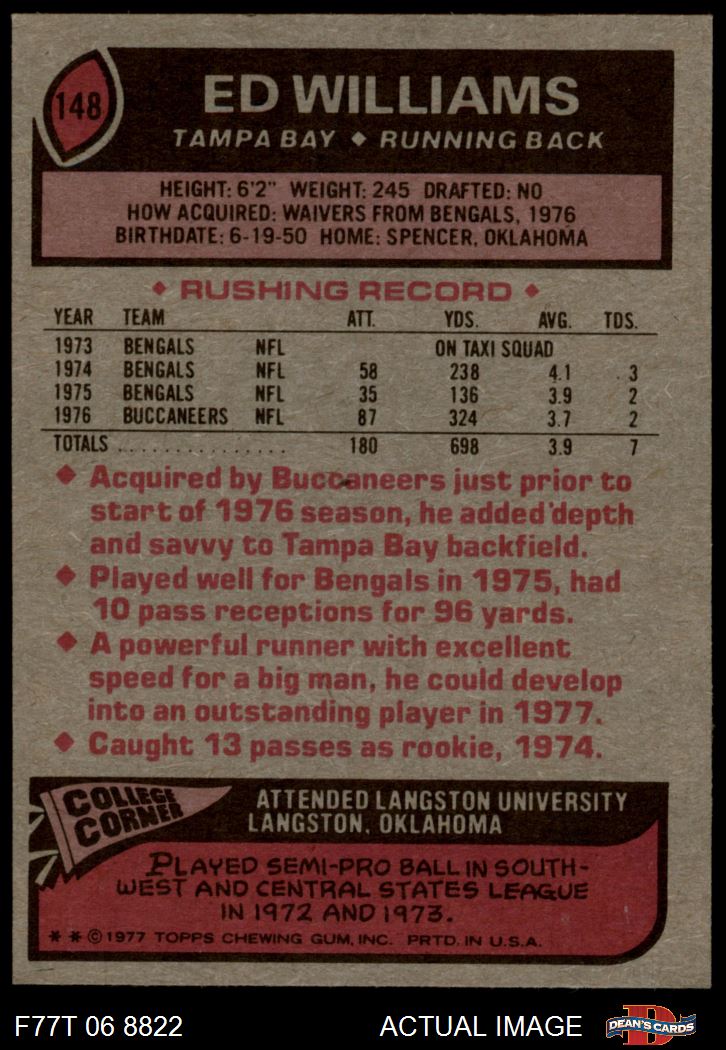 148
ED WILLIAMS
TAMPA BAY ♦ RUNNING BACK
HEIGHT: 6'2" WEIGHT: 245 DRAFTED: NO
HOW ACQUIRED: WAIVERS FROM BENGALS, 1976
BIRTHDATE: 6-19-50 HOME: SPENCER, OKLAHOMA
♦ RUSHING RECORD ♦
YEAR TEAM ATT. YDS. AVG. TDS.
1973 BENGALS NFL ON TAXI SQUAD
1974 BENGALS NFL 58 238 4.1 3
1975 BENGALS NFL 35 136 3.9 2
1976 BUCCANEERS NFL 87 324 3.7 2
TOTALS . . . . . . . . . . . . . . . . 180 698 3.9 7
♦ Acquired by Buccaneers just prior to
start of 1976 season, he added depth
and savvy to Tampa Bay backfield.
♦ Played well for Bengals in 1975, had
10 pass receptions for 96 yards.
♦ A powerful runner with excellent
speed for a big man, he could develop
into an outstanding player in 1977.
♦ Caught 13 passes as rookie, 1974.
COLLEGE
CORNER
ATTENDED LANGSTON UNIVERSITY
LANGSTON, OKLAHOMA
PLAYED SEMI-PRO BALL IN SOUTH-
WEST AND CENTRAL STATES LEAGUE
IN 1972 AND 1973.
* * © 1977 TOPPS CHEWING GUM, INC. PRTD. IN U.S.A.
F77T 06 8822 ACTUAL IMAGE
D
DEAN'S CARDS